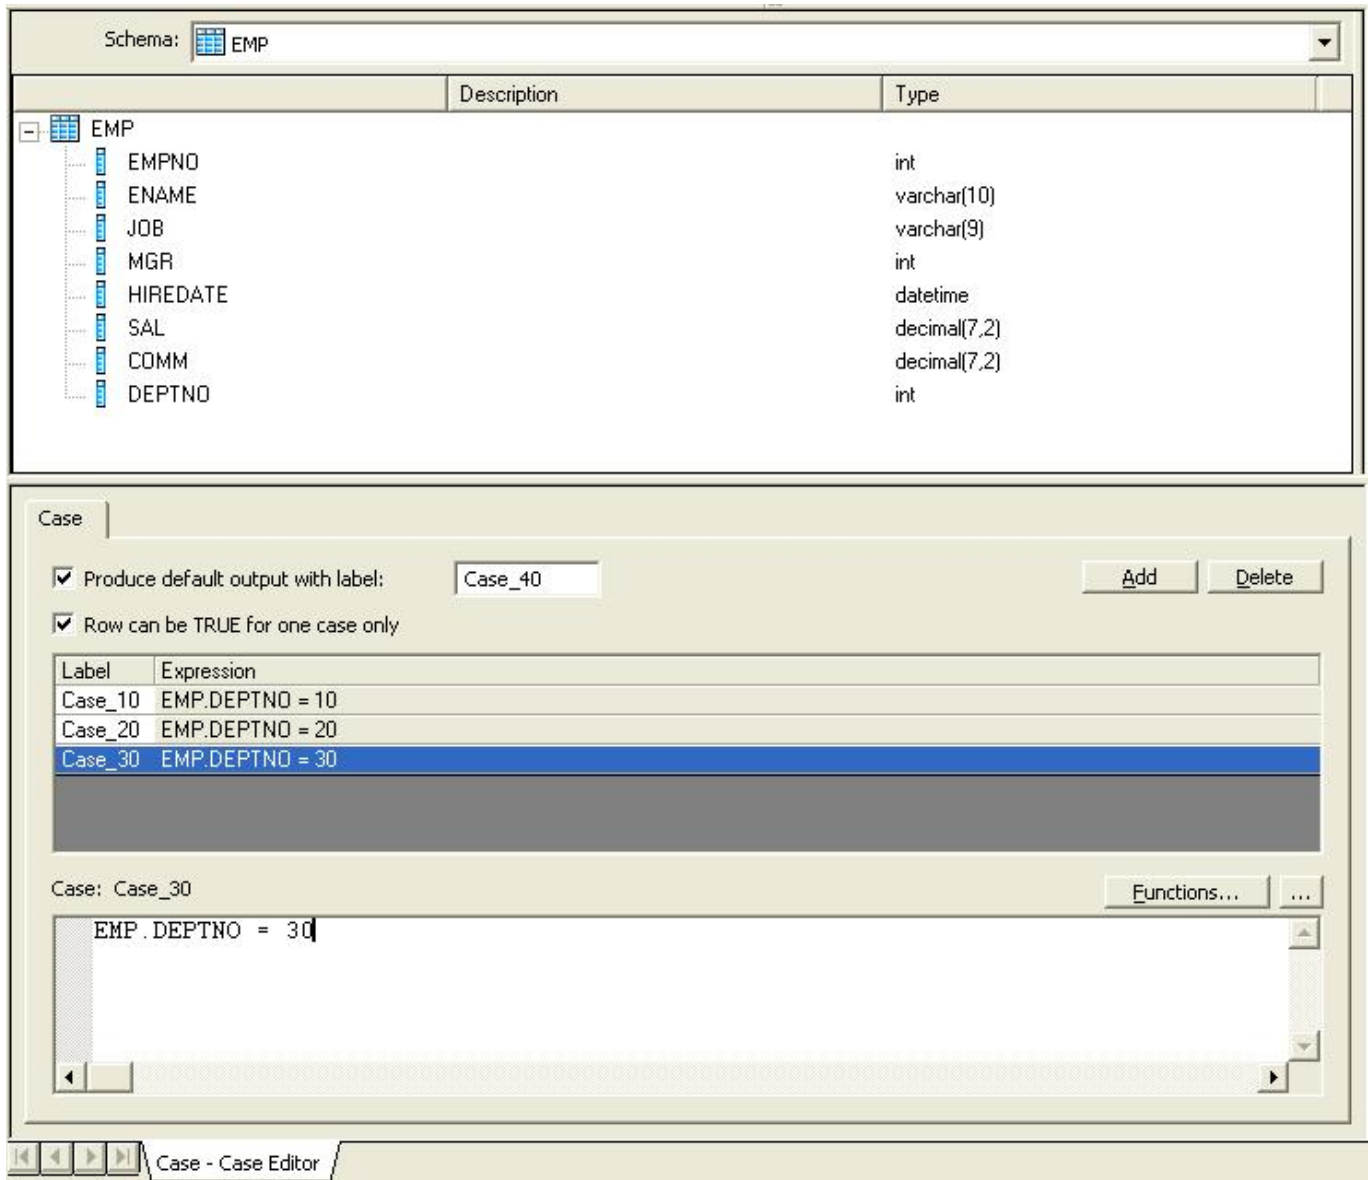 Schema: EMP
Description Type
EMP
EMPNO int
ENAME varchar(10)
JOB varchar(9)
MGR int
HIREDATE datetime
SAL decimal(7,2)
COMM decimal(7,2)
DEPTNO int
Case
Produce default output with label: Case_40 Add Delete
Row can be TRUE for one case only
Label Expression
Case_10 EMP.DEPTNO = 10
Case_20 EMP.DEPTNO = 20
Case_30 EMP.DEPTNO = 30
Case: Case_30 Functions... ...
EMP.DEPTNO = 30
Case - Case Editor